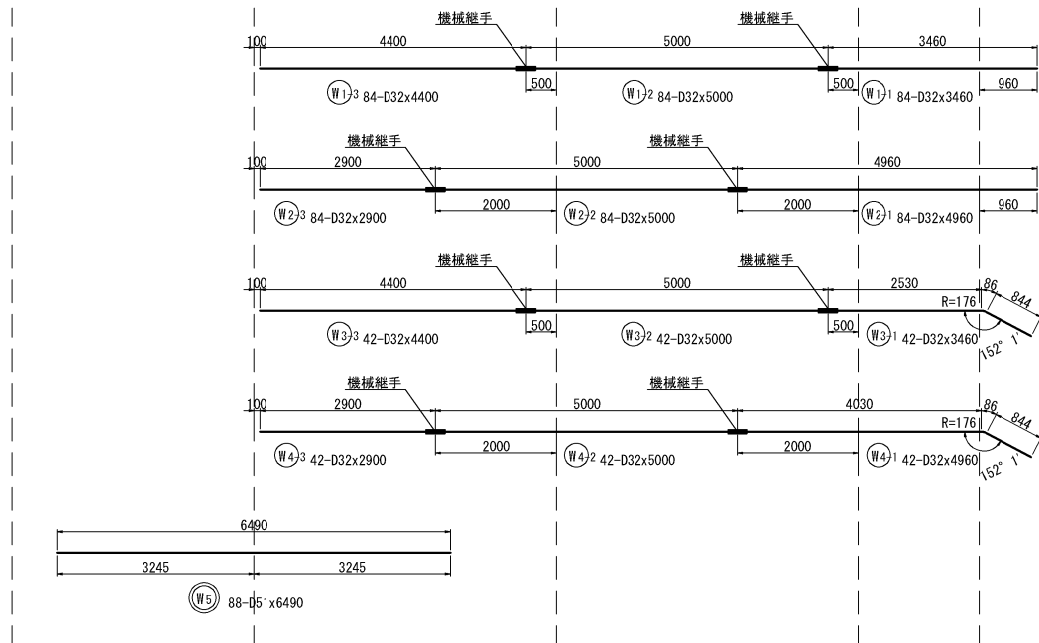 機械継手 機械継手
100 4400 5000 3460
500 500 960
W1-3 84-D32x4400 W1-2 84-D32x5000 W1-1 84-D32x3460
機械継手 機械継手
100 2900 5000 4960
2000 2000 960
W2-3 84-D32x2900 W2-2 84-D32x5000 W2-1 84-D32x4960
機械継手 機械継手
100 4400 5000 2530 86 844
R=176
500 500
W3-3 42-D32x4400 W3-2 42-D32x5000 W3-1 42-D32x3460 152° 1'
機械継手 機械継手
100 2900 5000 4030 86 844
R=176
2000 2000
W4-3 42-D32x2900 W4-2 42-D32x5000 W4-1 42-D32x4960 152° 1'
6490
3245 3245
W5